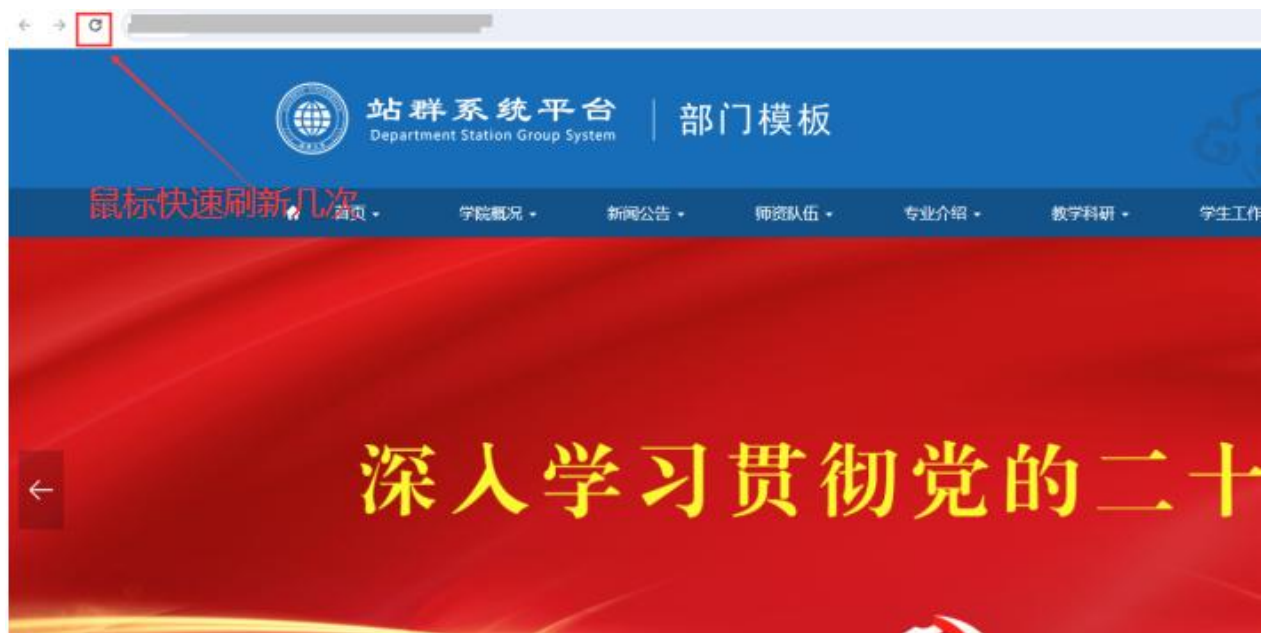 站群系统平台 部门模板
Department Station Group System
鼠标快速刷新几次
首页 学院概况 新闻公告 师资队伍 专业介绍 教学科研 学生工作
深入学习贯彻党的二十